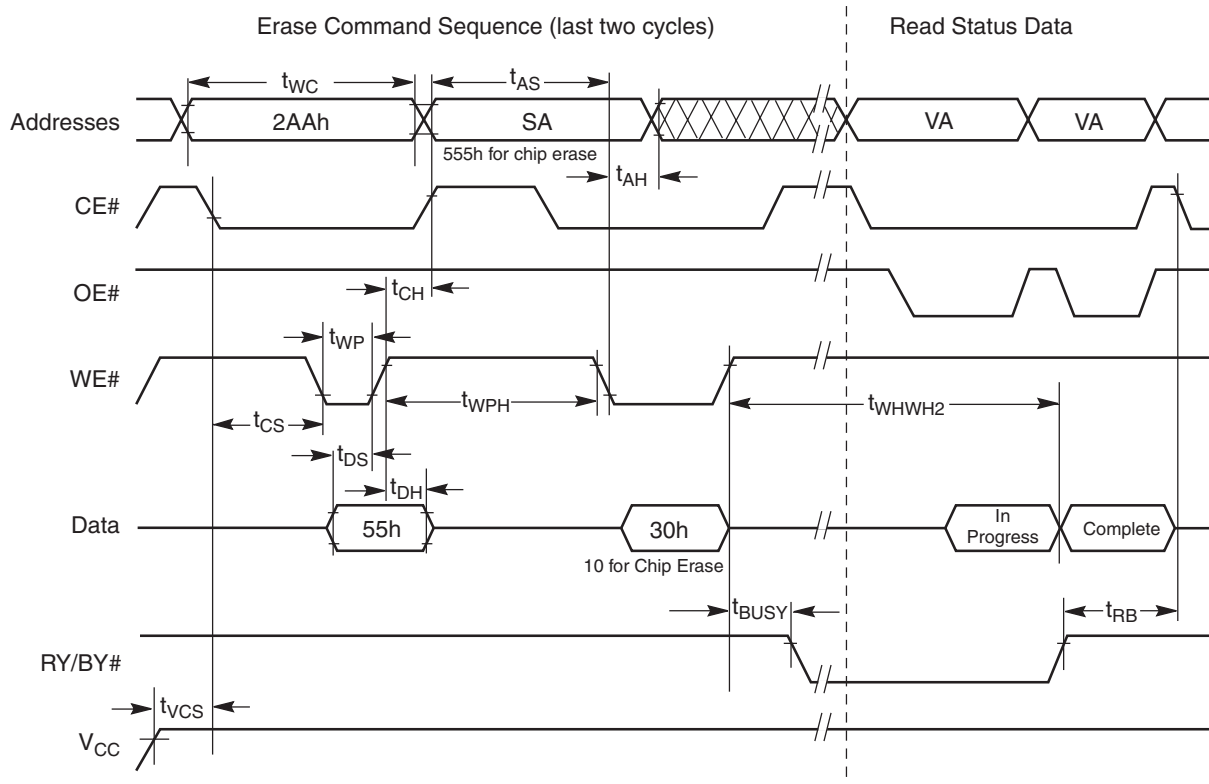 Erase Command Sequence (last two cycles)
Read Status Data
tWC
tAS
Addresses
2AAh
SA
VA
VA
555h for chip erase
tAH
CE#
OE#
tCH
tWP
WE#
tWPH
tWHWH2
tCS
tDS
tDH
Data
55h
30h
In
Progress
Complete
10 for Chip Erase
tBUSY
tRB
RY/BY#
tVCS
VCC